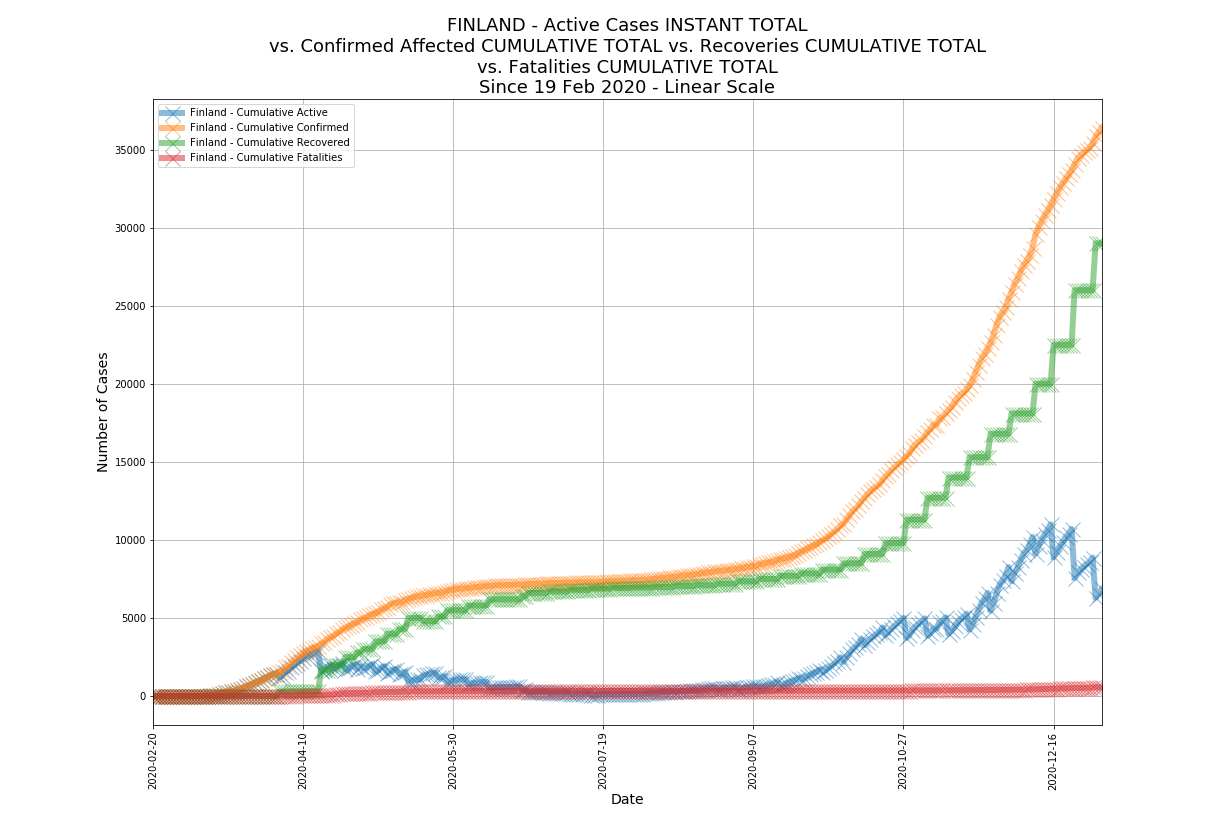 FINLAND - Active Cases INSTANT TOTAL
vs. Confirmed Affected CUMULATIVE TOTAL vs. Recoveries CUMULATIVE TOTAL
vs. Fatalities CUMULATIVE TOTAL
Since 19 Feb 2020 - Linear Scale
Finland - Cumulative Active
Finland - Cumulative Confirmed
Finland - Cumulative Recovered
Finland - Cumulative Fatalities
Number of Cases
35000
30000
25000
20000
15000
10000
5000
0
2020-02-20
2020-04-10
2020-05-30
2020-07-19
2020-09-07
2020-10-27
2020-12-16
Date